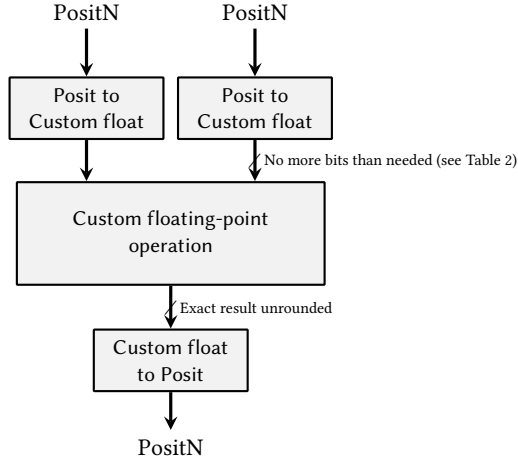 PositN PositN
Posit to Posit to
Custom float Custom float
No more bits than needed (see Table 2)
Custom floating-point
operation
Exact result unrounded
Custom float
to Posit
PositN